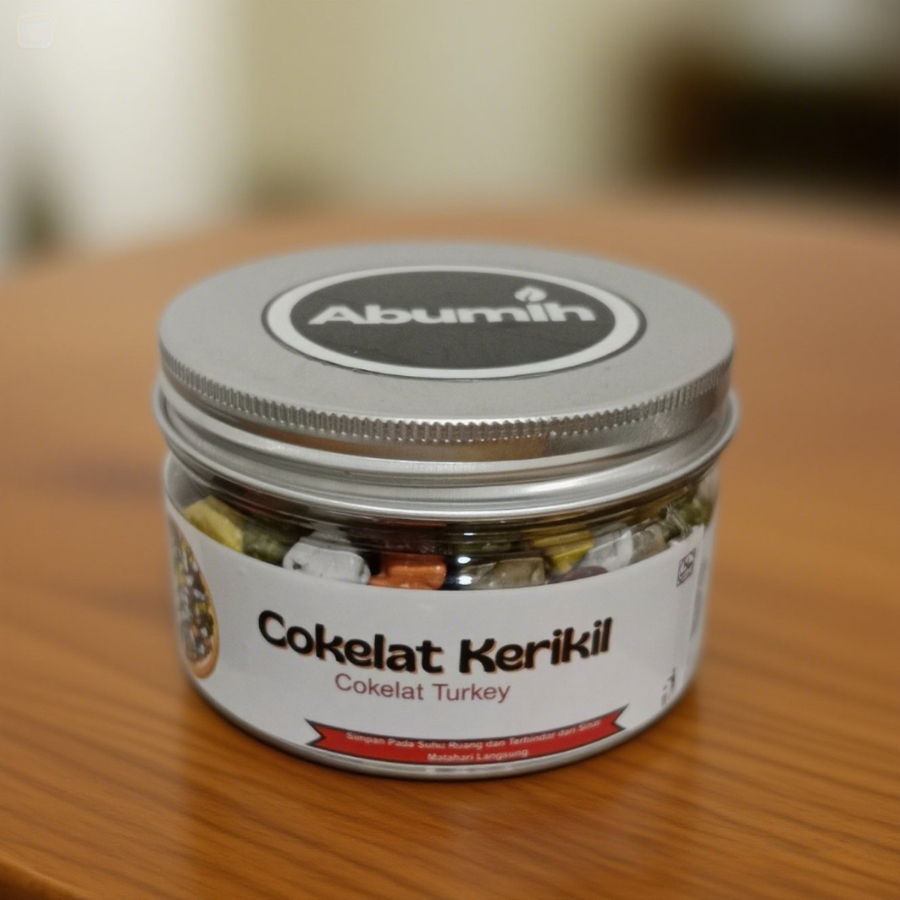 Abumih
Cokelat Kerikil
Cokelat Turkey
Simpan Pada Suhu Ruang dan Terhindar dari Sinar
Matahari Langsung